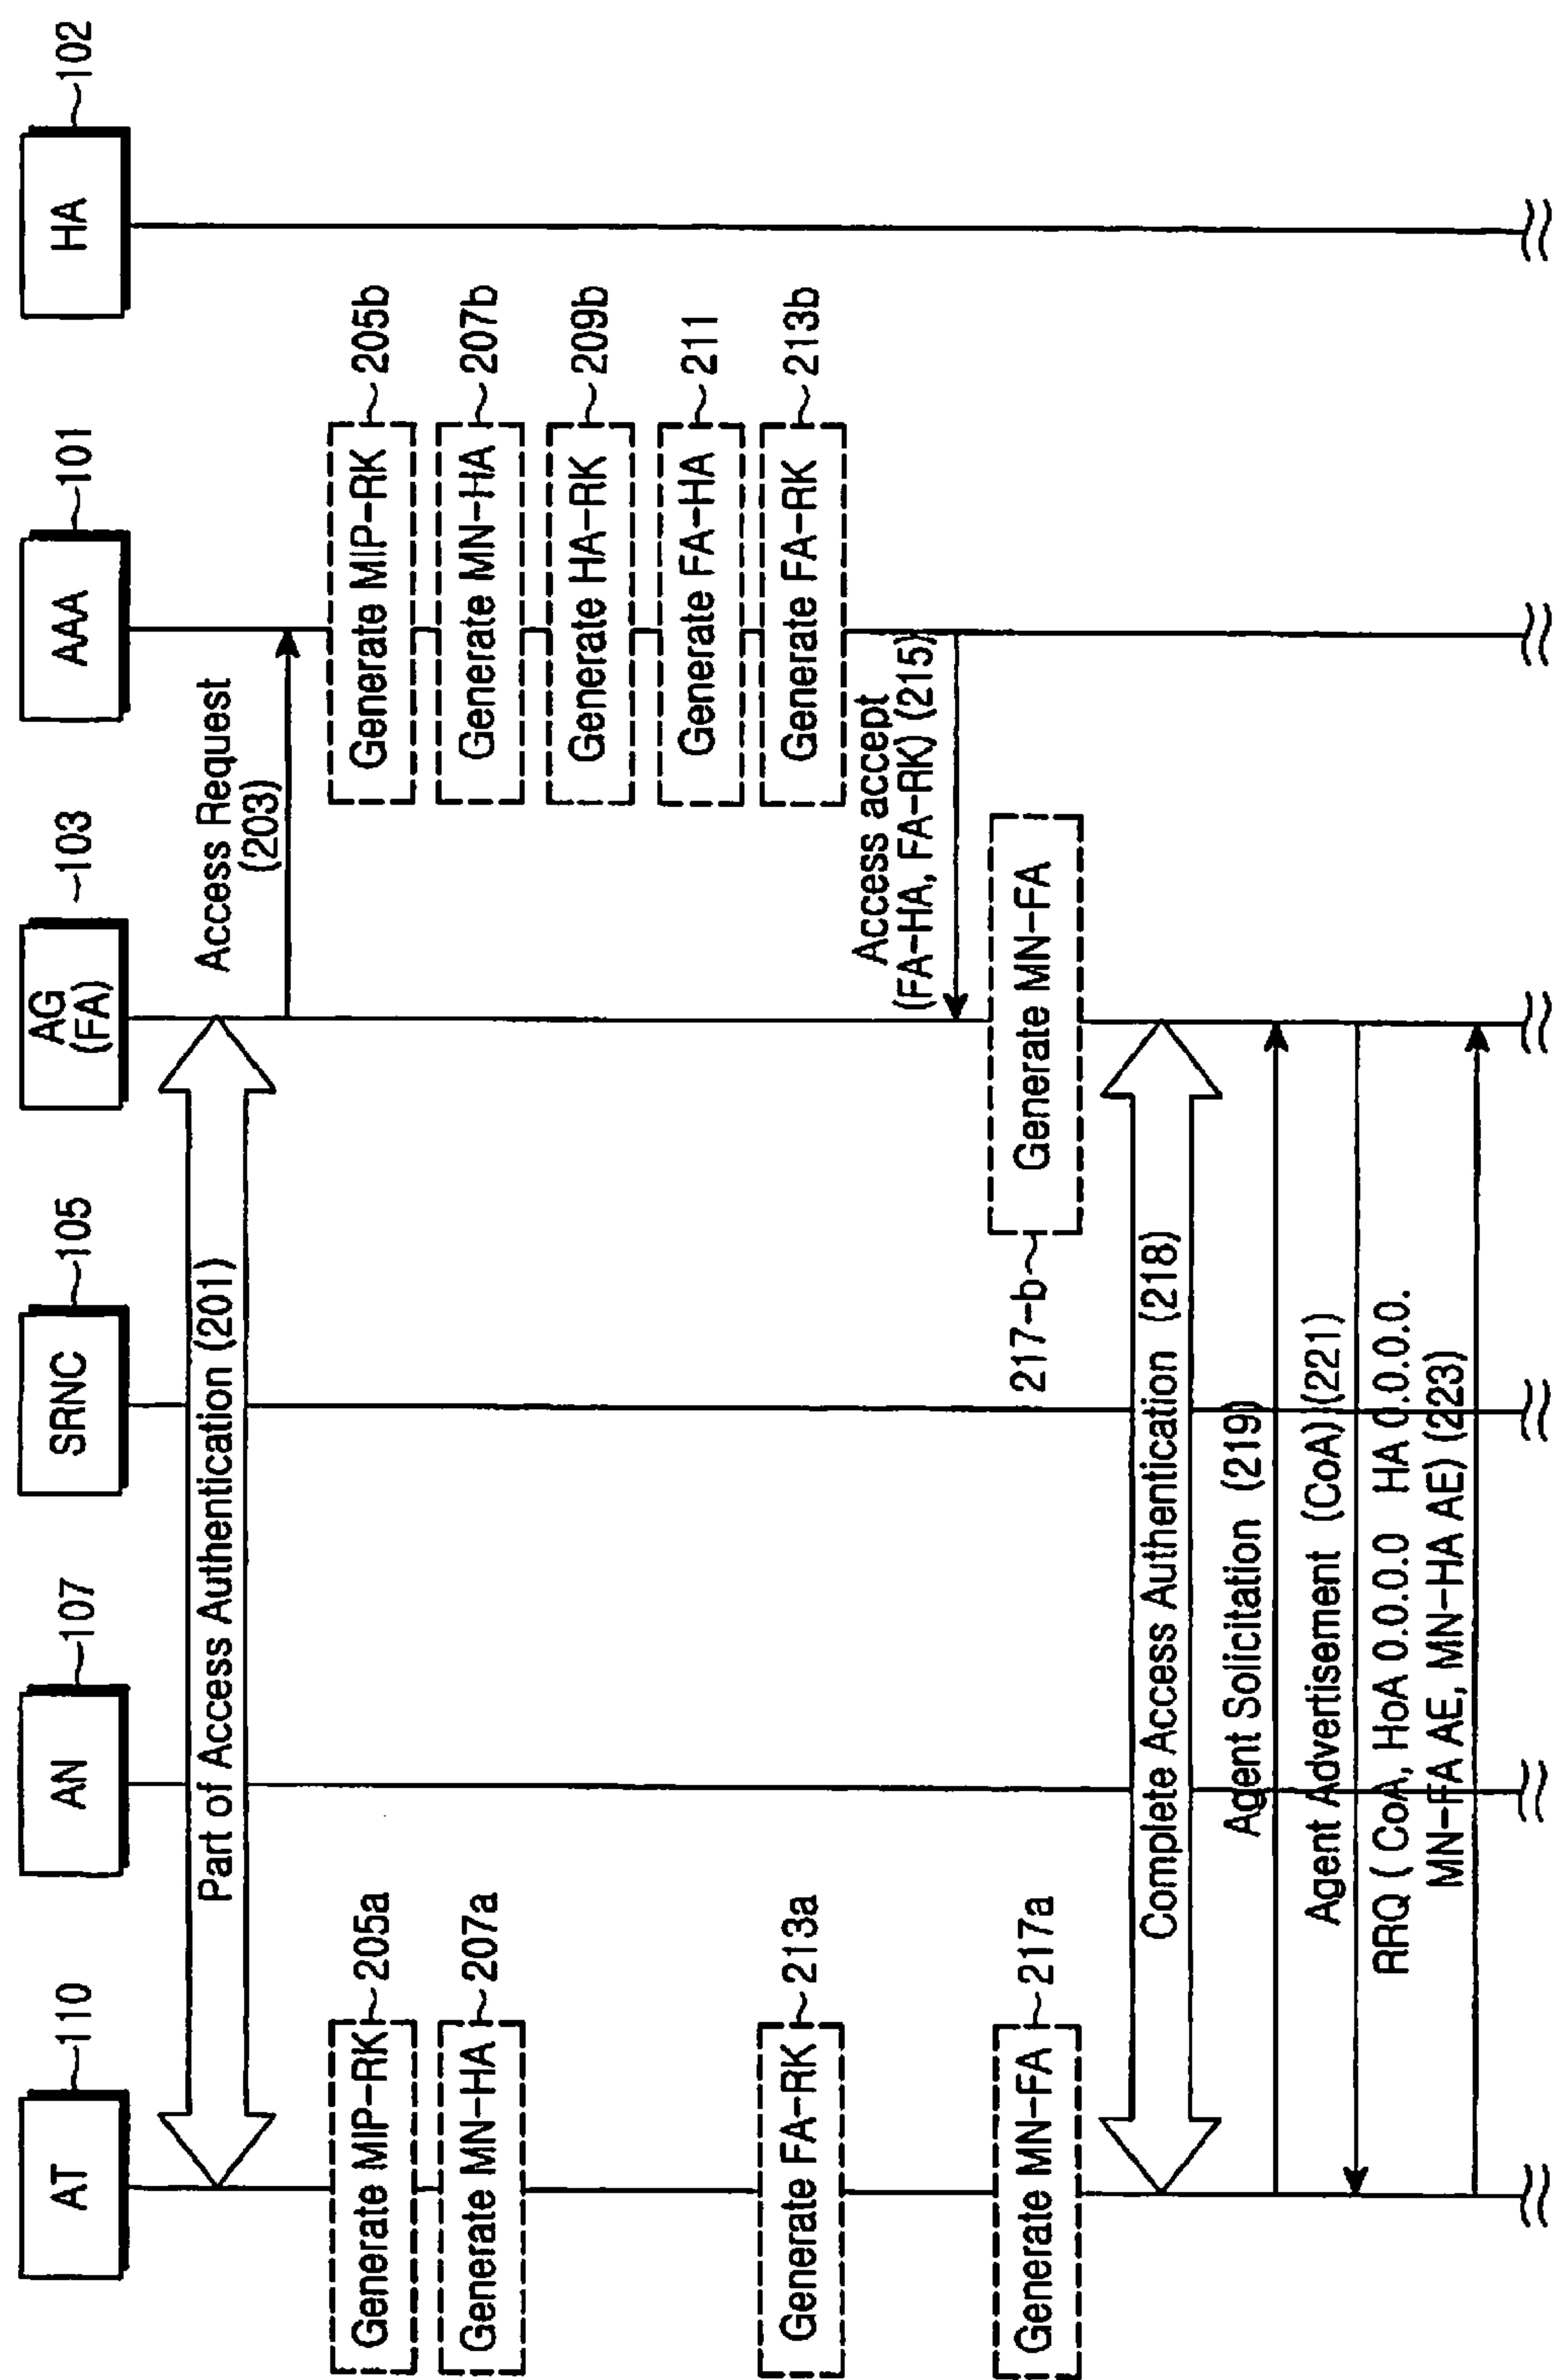 AT
110
AN
107
SRNC
105
AG
(FA)
103
AAA
101
HA
102
Part of Access Authentication (201)
Access Request
(203)
Generate MIP-RK
205a
Generate MIP-RK
205b
Generate MN-HA
207a
Generate MN-HA
207b
Generate HA-RK
209b
Generate FA-HA
211
Generate FA-RK
213a
Generate FA-RK
213b
Access accept
(FA-HA, FA-RK) (215)
Generate MN-FA
217a
217-b
Generate MN-FA
Complete Access Authentication (218)
Agent Solicitation (219)
Agent Advertisement (CoA) (221)
RRQ ( CoA, HoA 0.0.0.0 HA 0.0.0.0.
MN-FA AE, MN-HA AE) (223)